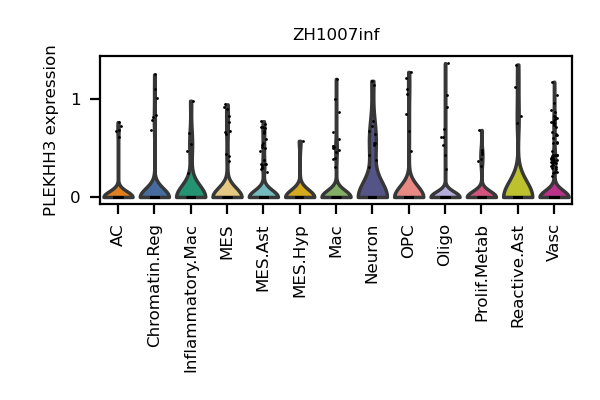 ZH1007inf
PLEKHH3 expression
1
0
AC
Chromatin.Reg
Inflammatory.Mac
MES
MES.Ast
MES.Hyp
Mac
Neuron
OPC
Oligo
Prolif.Metab
Reactive.Ast
Vasc